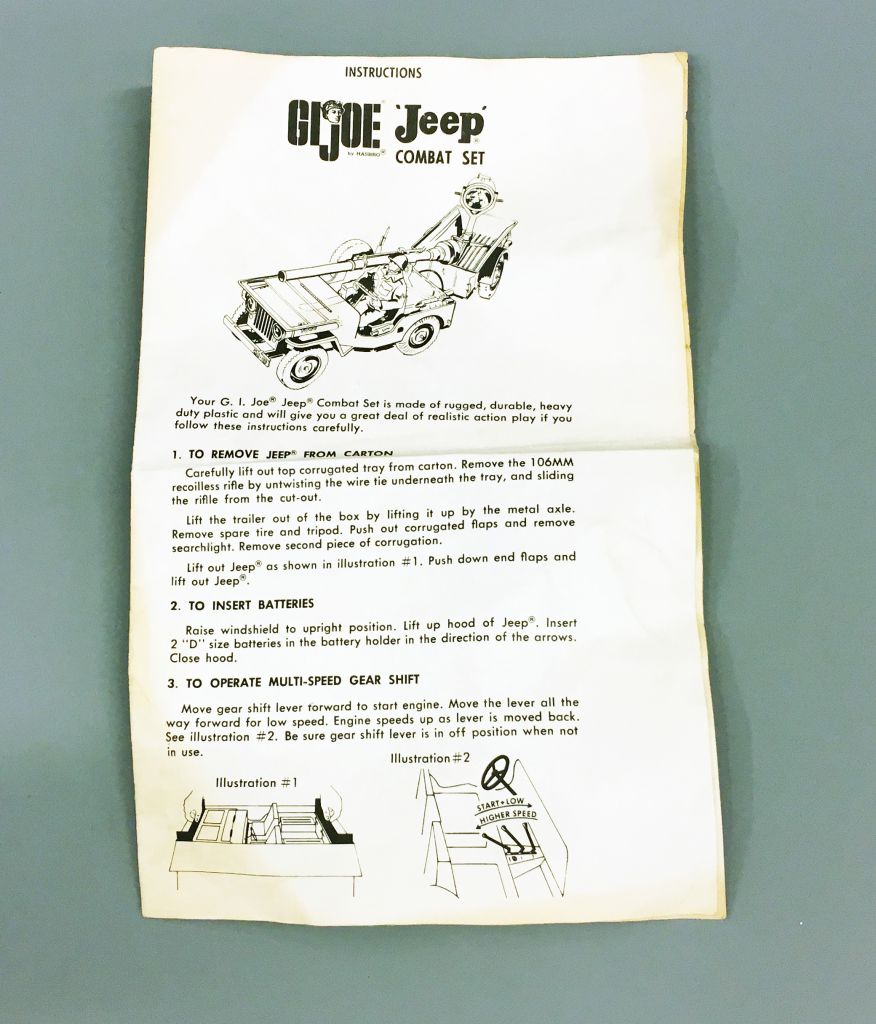 INSTRUCTIONS
GIJOE® 'Jeep'®
by HASBRO®
COMBAT SET
Your G. I. Joe® Jeep® Combat Set is made of rugged, durable, heavy
duty plastic and will give you a great deal of realistic action play if you
follow these instructions carefully.
1. TO REMOVE JEEP® FROM CARTON
Carefully lift out top corrugated tray from carton. Remove the 106MM
recoilless rifle by untwisting the wire tie underneath the tray, and sliding
the riflle from the cut-out.
Lift the trailer out of the box by lifting it up by the metal axle.
Remove spare tire and tripod. Push out corrugated flaps and remove
searchlight. Remove second piece of corrugation.
Lift out Jeep® as shown in illustration #1. Push down end flaps and
lift out Jeep®.
2. TO INSERT BATTERIES
Raise windshield to upright position. Lift up hood of Jeep®. Insert
2 "D" size batteries in the battery holder in the direction of the arrows.
Close hood.
3. TO OPERATE MULTI-SPEED GEAR SHIFT
Move gear shift lever forward to start engine. Move the lever all the
way forward for low speed. Engine speeds up as lever is moved back.
See illustration #2. Be sure gear shift lever is in off position when not
in use.
Illustration #1
Illustration #2
START + LOW
HIGHER SPEED